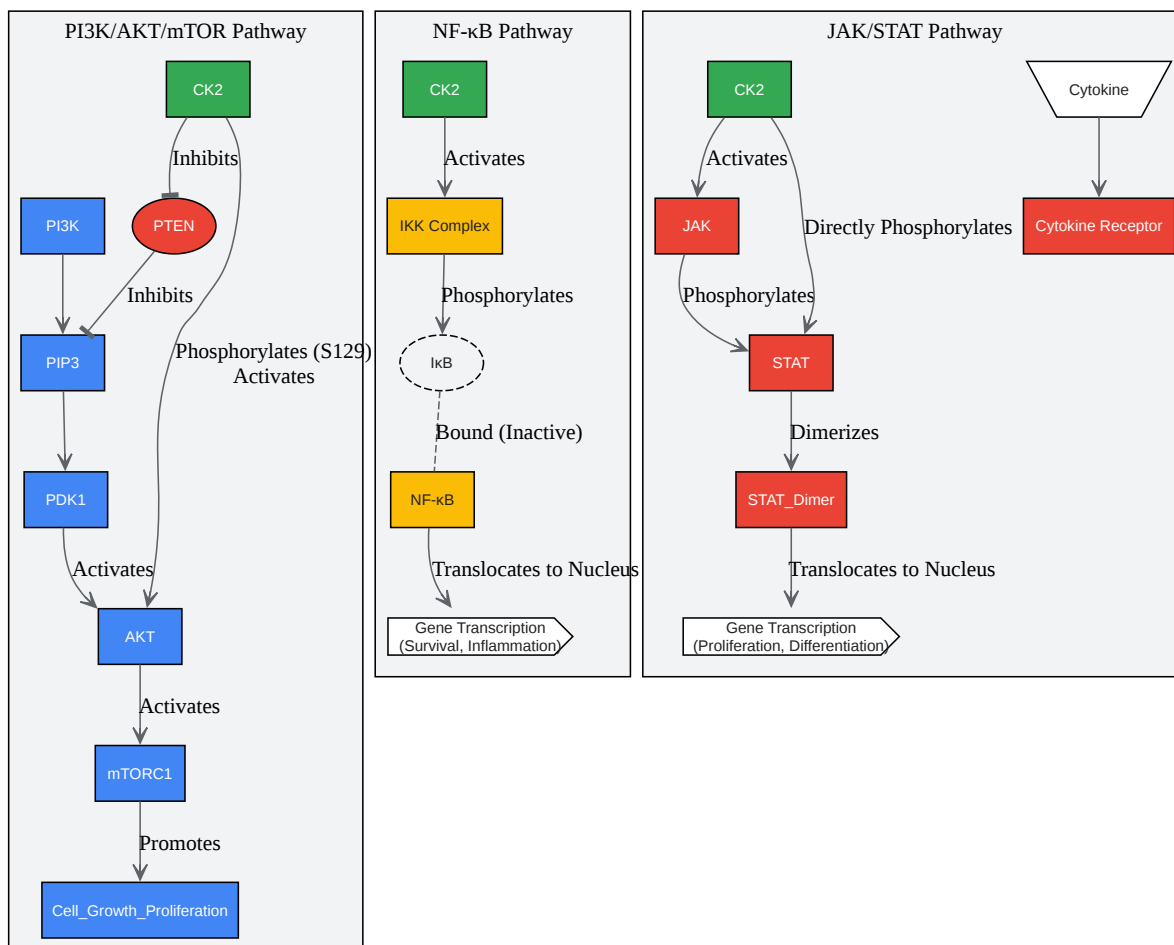 PI3K/AKT/mTOR Pathway
CK2
Inhibits
PI3K
PTEN
Inhibits
PIP3
Phosphorylates (S129)
Activates
PDK1
Activates
AKT
Activates
mTORC1
Promotes
Cell_Growth_Proliferation
NF-κB Pathway
CK2
Activates
IKK Complex
Phosphorylates
IκB
Bound (Inactive)
NF-κB
Translocates to Nucleus
Gene Transcription
(Survival, Inflammation)
JAK/STAT Pathway
CK2
Cytokine
Activates
JAK
Directly Phosphorylates
Cytokine Receptor
Phosphorylates
STAT
Dimerizes
STAT_Dimer
Translocates to Nucleus
Gene Transcription
(Proliferation, Differentiation)